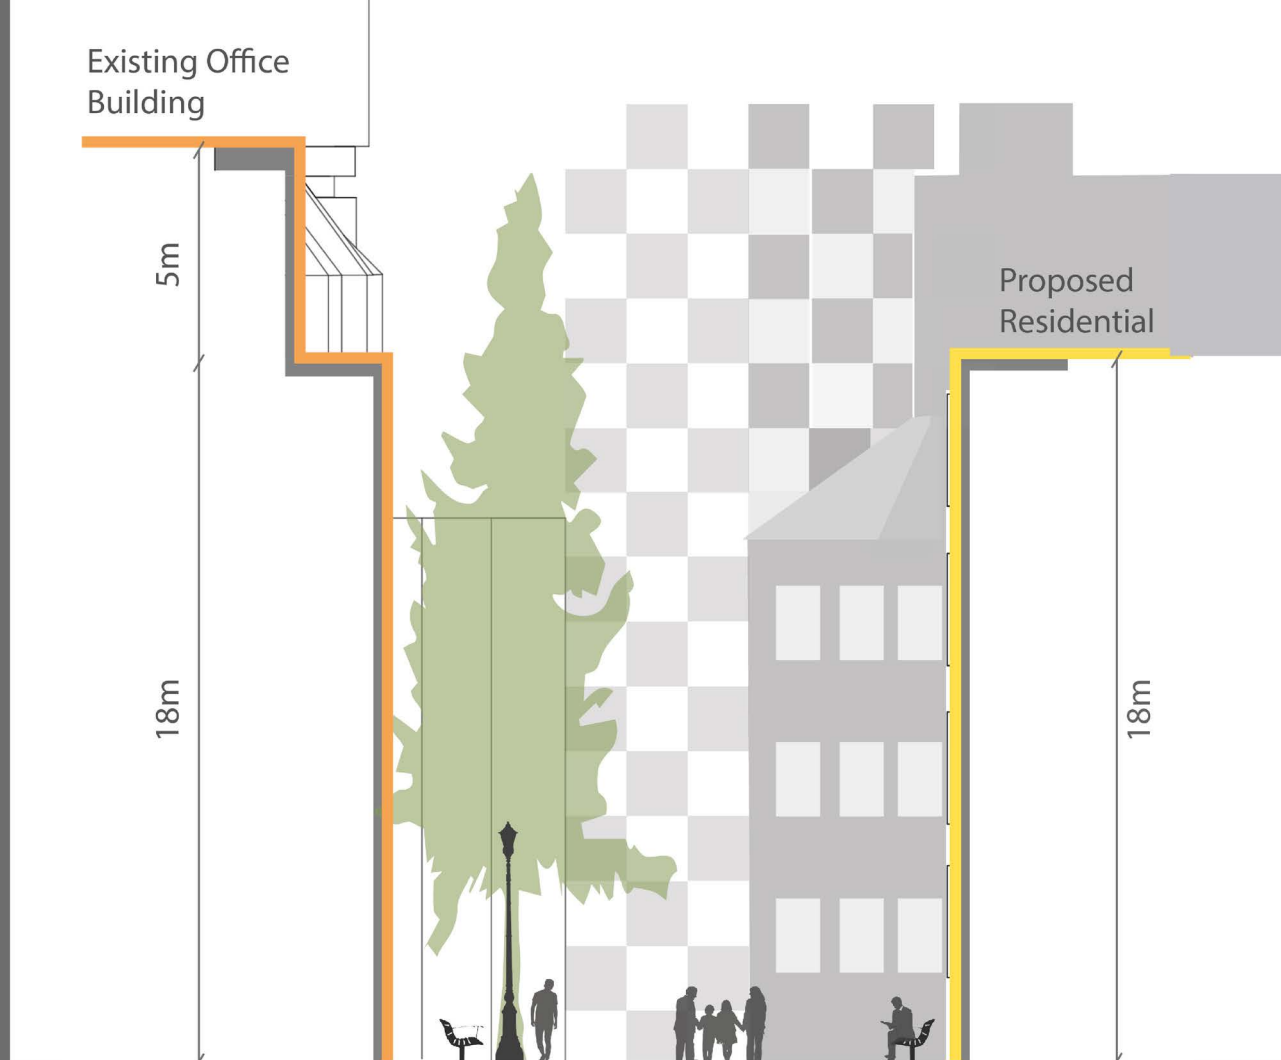 Existing Office
Building
5m
Proposed
Residential
18m
18m